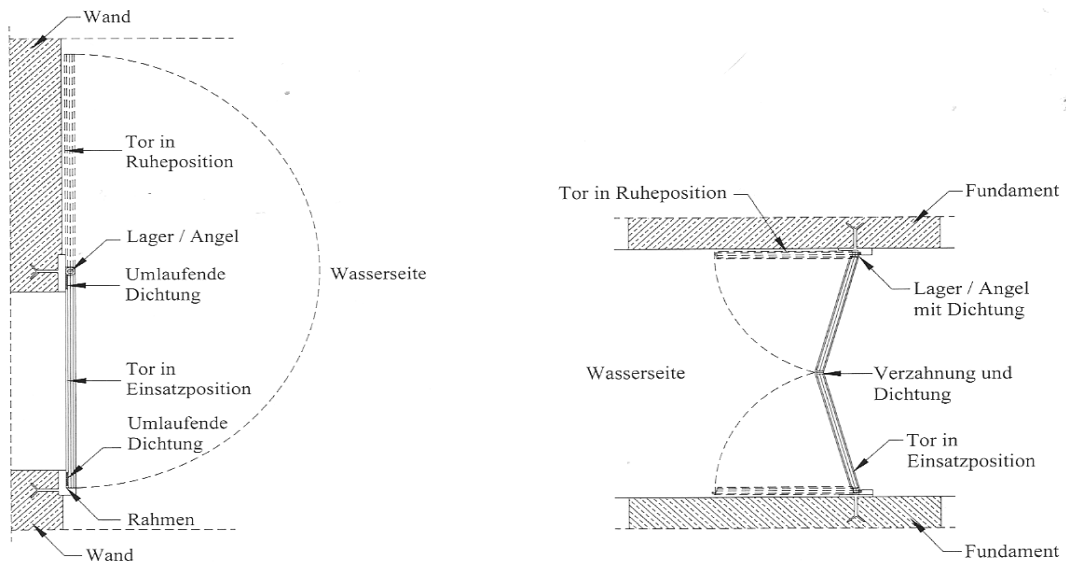 Wand
Tor in
Ruheposition
Lager / Angel
Umlaufende
Dichtung
Wasserseite
Tor in
Einsatzposition
Umlaufende
Dichtung
Rahmen
Wand
Tor in Ruheposition
Fundament
Lager / Angel
mit Dichtung
Wasserseite
Verzahnung und
Dichtung
Tor in
Einsatzposition
Fundament